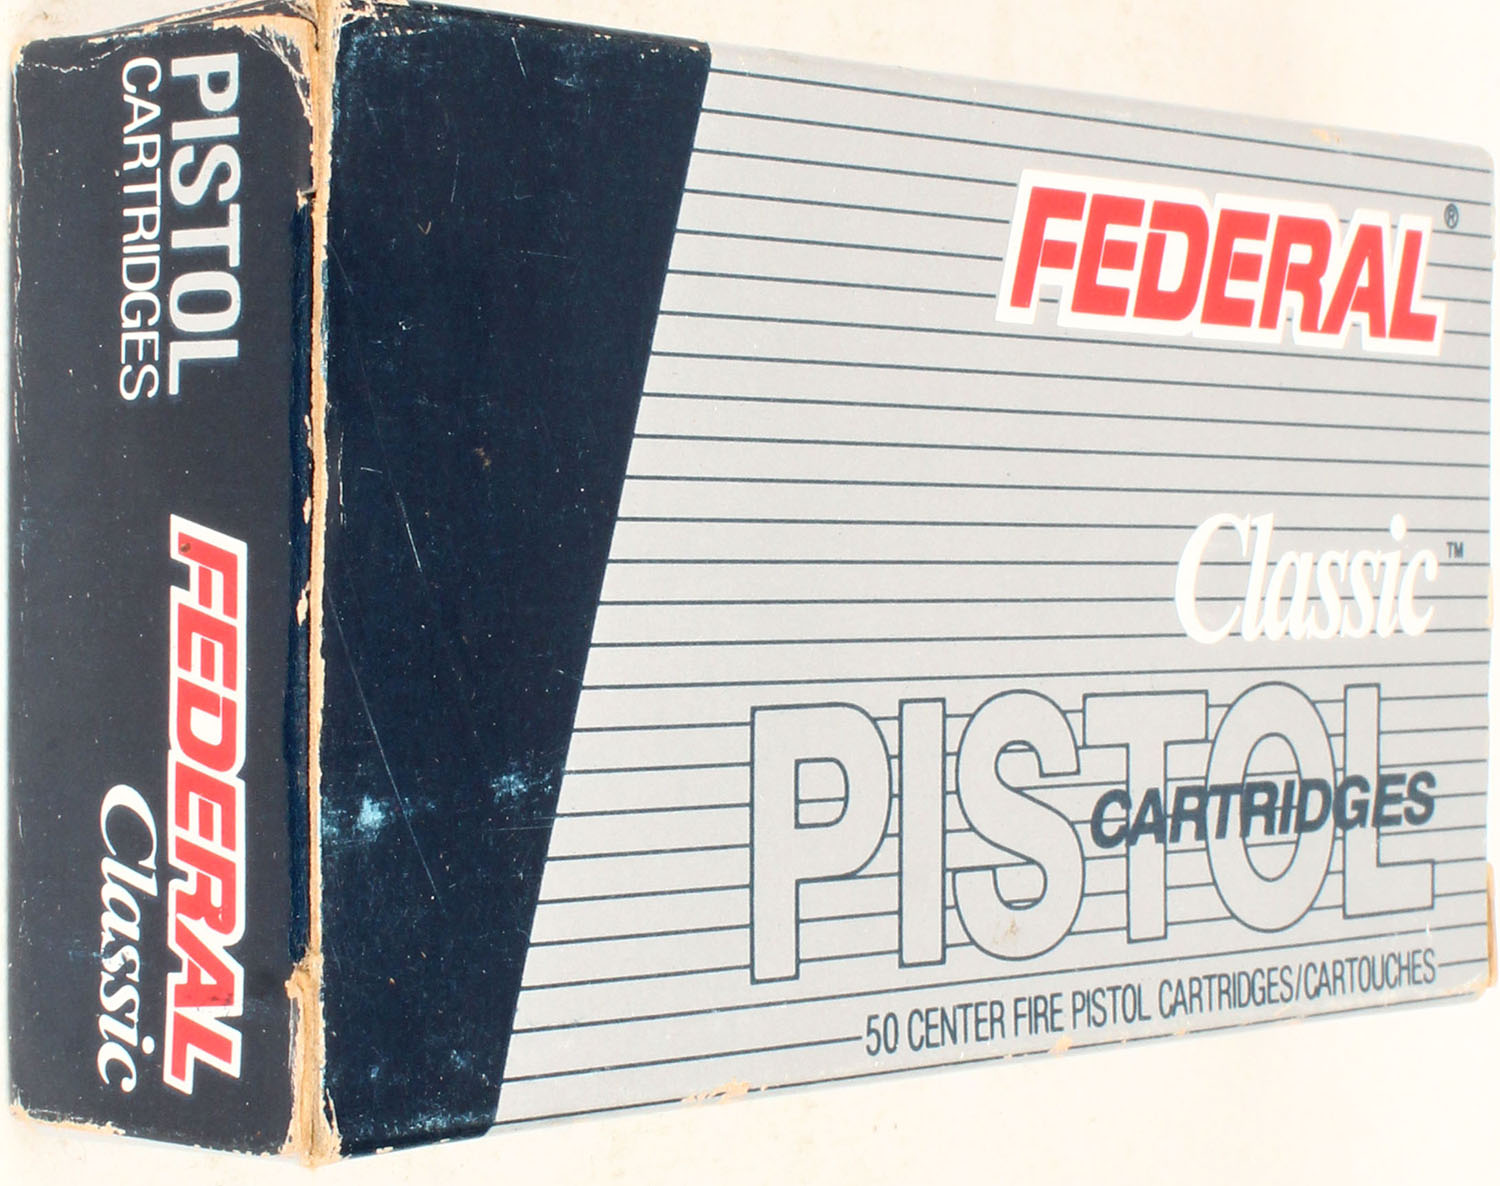 FEDERAL®
Classic™
PISTOL
CARTRIDGES
50 CENTER FIRE PISTOL CARTRIDGES/CARTOUCHES
PISTOL
CARTRIDGES
FEDERAL
Classic